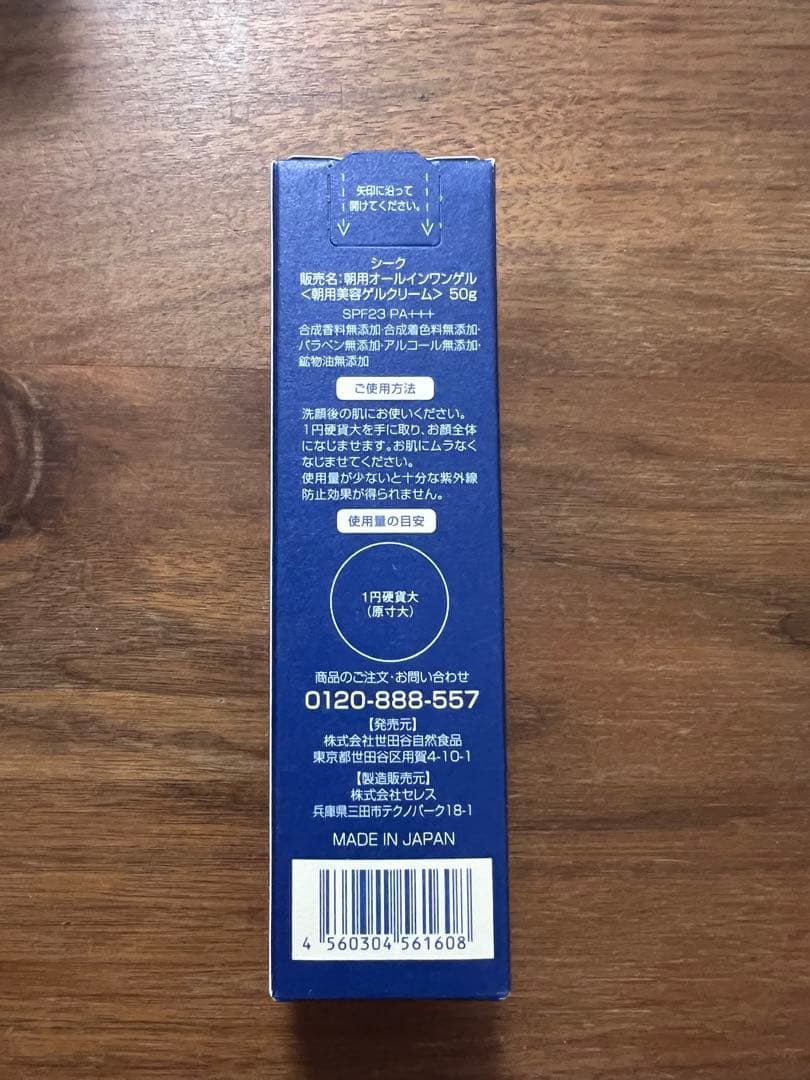 矢印に沿って
開けてください。
シーク
販売名:朝用オールインワンゲル
<朝用美容ゲルクリーム> 50g
SPF23 PA+++
合成香料無添加・合成着色料無添加・
パラベン無添加・アルコール無添加・
鉱物油無添加
ご使用方法
洗顔後の肌にお使いください。
1円硬貨大を手に取り、お顔全体
になじませます。お肌にムラなく
なじませてください。
使用量が少ないと十分な紫外線
防止効果が得られません。
使用量の目安
1円硬貨大
(原寸大)
商品のご注文・お問い合わせ
0120-888-557
【発売元】
株式会社世田谷自然食品
東京都世田谷区用賀4-10-1
【製造販売元】
株式会社セレス
兵庫県三田市テクノパーク18-1
MADE IN JAPAN
4 560304 561608